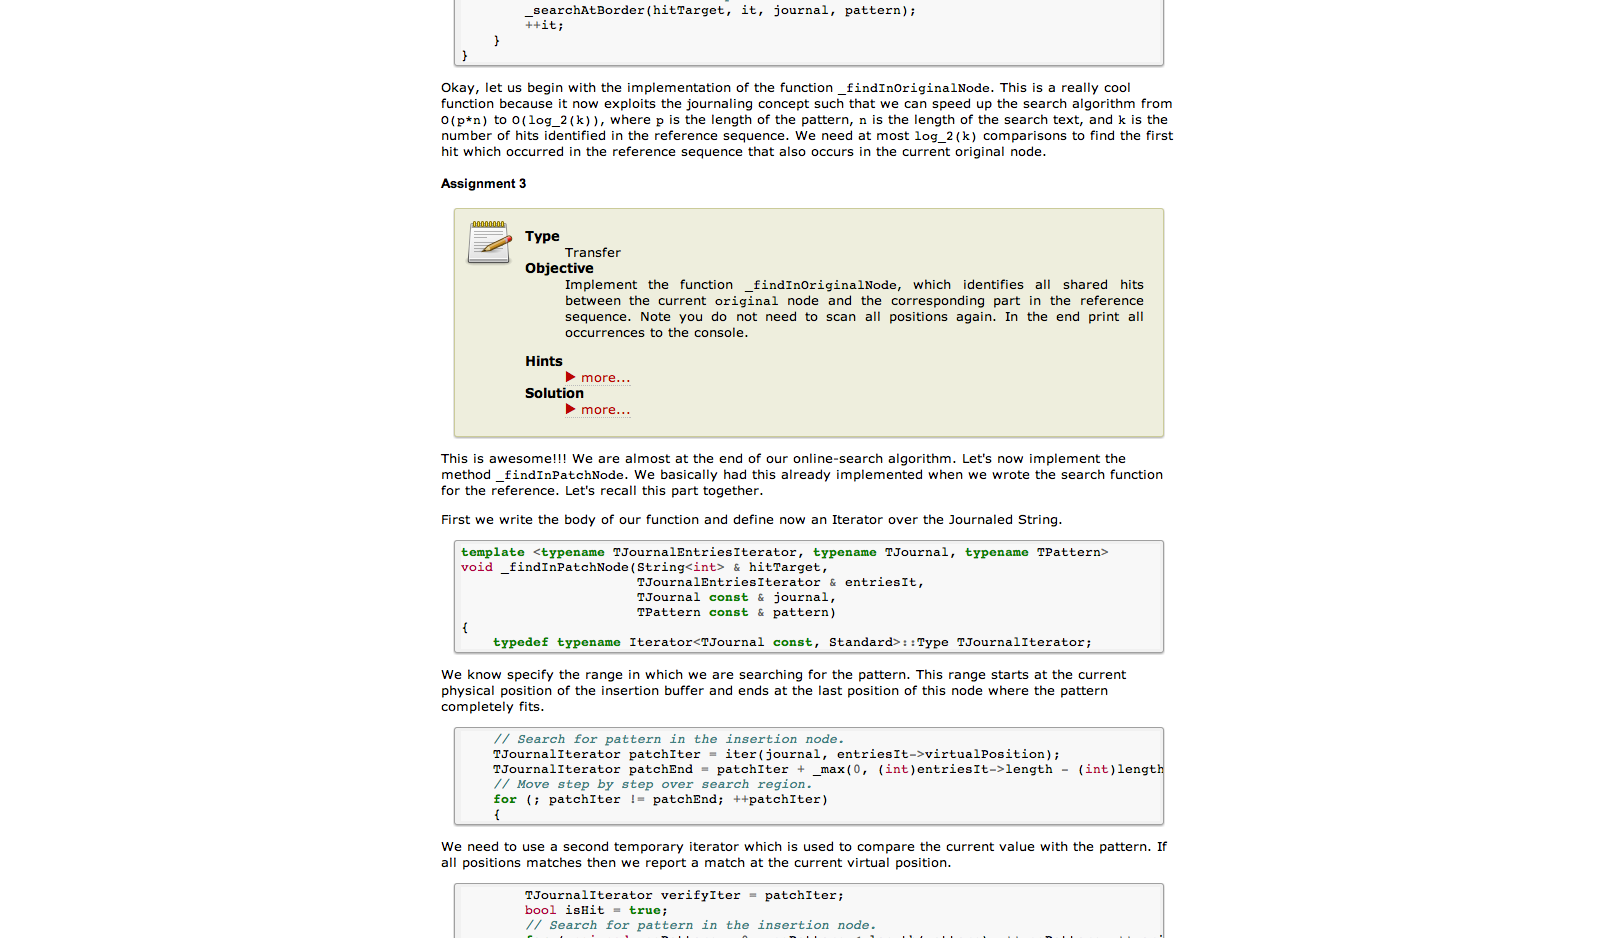 _searchAtBorder(hitTarget, it, journal, pattern);
++it;
}
}
Okay, let us begin with the implementation of the function _findInOriginalNode. This is a really cool
function because it now exploits the journaling concept such that we can speed up the search algorithm from
O(p*n) to O(log_2(k)), where p is the length of the pattern, n is the length of the search text, and k is the
number of hits identified in the reference sequence. We need at most log_2(k) comparisons to find the first
hit which occurred in the reference sequence that also occurs in the current original node.
Assignment 3
Type
Transfer
Objective
Implement the function _findInOriginalNode, which identifies all shared hits
between the current original node and the corresponding part in the reference
sequence. Note you do not need to scan all positions again. In the end print all
occurrences to the console.
Hints
more...
Solution
more...
This is awesome!!! We are almost at the end of our online-search algorithm. Let's now implement the
method _findInPatchNode. We basically had this already implemented when we wrote the search function
for the reference. Let's recall this part together.
First we write the body of our function and define now an Iterator over the Journaled String.
template <typename TJournalEntriesIterator, typename TJournal, typename TPattern>
void _findInPatchNode(String<int> & hitTarget,
TJournalEntriesIterator & entriesIt,
TJournal const & journal,
TPattern const & pattern)
{
typedef typename Iterator<TJournal const, Standard>::Type TJournalIterator;
We know specify the range in which we are searching for the pattern. This range starts at the current
physical position of the insertion buffer and ends at the last position of this node where the pattern
completely fits.
// Search for pattern in the insertion node.
TJournalIterator patchIter = iter(journal, entriesIt->virtualPosition);
TJournalIterator patchEnd = patchIter + _max(0, (int)entriesIt->length - (int)length
// Move step by step over search region.
for (; patchIter != patchEnd; ++patchIter)
{
We need to use a second temporary iterator which is used to compare the current value with the pattern. If
all positions matches then we report a match at the current virtual position.
TJournalIterator verifyIter = patchIter;
bool isHit = true;
// Search for pattern in the insertion node.